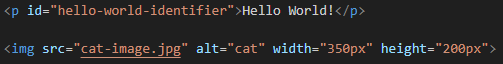 <p id="hello-world-identifier">Hello World!</p>
<img src="cat-image.jpg" alt="cat" width="350px" height="200px">